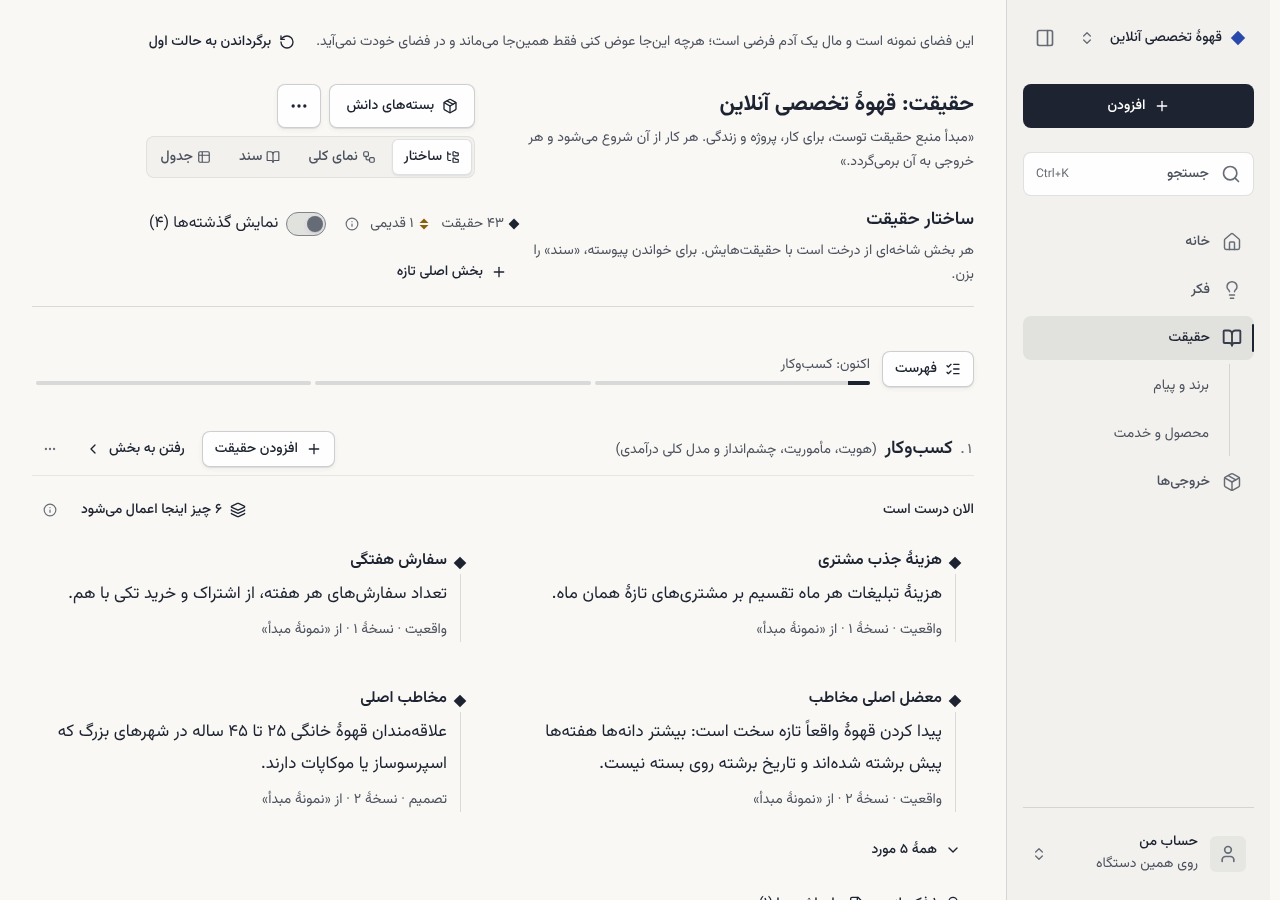 قهوهٔ تخصصی آنلاین
افزودن
جستجو
Ctrl+K
خانه
فکر
حقیقت
برند و پیام
محصول و خدمت
خروجی‌ها
حساب من
روی همین دستگاه
این فضای نمونه است و مال یک آدم فرضی است؛ هرچه این‌جا عوض کنی فقط همین‌جا می‌ماند و در فضای خودت نمی‌آید.
برگرداندن به حالت اول
حقیقت: قهوهٔ تخصصی آنلاین
«مبدأ منبع حقیقت توست، برای کار، پروژه و زندگی. هر کار از آن شروع می‌شود و هر
خروجی به آن برمی‌گردد.»
بسته‌های دانش
ساختار
نمای کلی
سند
جدول
ساختار حقیقت
هر بخش شاخه‌ای از درخت است با حقیقت‌هایش. برای خواندن پیوسته، «سند» را
بزن.
۴۳ حقیقت
۱ قدیمی
نمایش گذشته‌ها (۴)
بخش اصلی تازه
فهرست
اکنون: کسب‌وکار
۱. کسب‌وکار (هویت، مأموریت، چشم‌انداز و مدل کلی درآمدی)
افزودن حقیقت
رفتن به بخش
الان درست است
۶ چیز اینجا اعمال می‌شود
هزینهٔ جذب مشتری
هزینهٔ تبلیغات هر ماه تقسیم بر مشتری‌های تازهٔ همان ماه.
واقعیت · نسخهٔ ۱ · از «نمونهٔ مبدأ»
سفارش هفتگی
تعداد سفارش‌های هر هفته، از اشتراک و خرید تکی با هم.
واقعیت · نسخهٔ ۱ · از «نمونهٔ مبدأ»
معضل اصلی مخاطب
پیدا کردن قهوهٔ واقعاً تازه سخت است: بیشتر دانه‌ها هفته‌ها
پیش برشته شده‌اند و تاریخ برشته روی بسته نیست.
واقعیت · نسخهٔ ۲ · از «نمونهٔ مبدأ»
مخاطب اصلی
علاقه‌مندان قهوهٔ خانگی ۲۵ تا ۴۵ ساله در شهرهای بزرگ که
اسپرسوساز یا موکاپات دارند.
تصمیم · نسخهٔ ۲ · از «نمونهٔ مبدأ»
همهٔ ۵ مورد